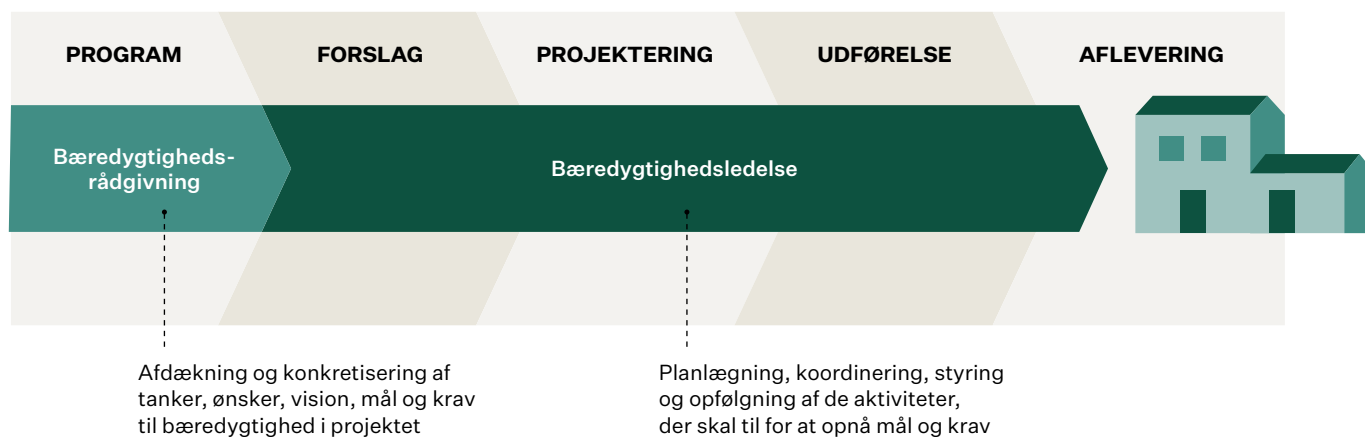 PROGRAM
FORSLAG
PROJEKTERING
UDFØRELSE
AFLEVERING
Bæredygtigheds-
rådgivning
Bæredygtighedsledelse
Afdækning og konkretisering af
tanker, ønsker, vision, mål og krav
til bæredygtighed i projektet
Planlægning, koordinering, styring
og opfølgning af de aktiviteter,
der skal til for at opnå mål og krav